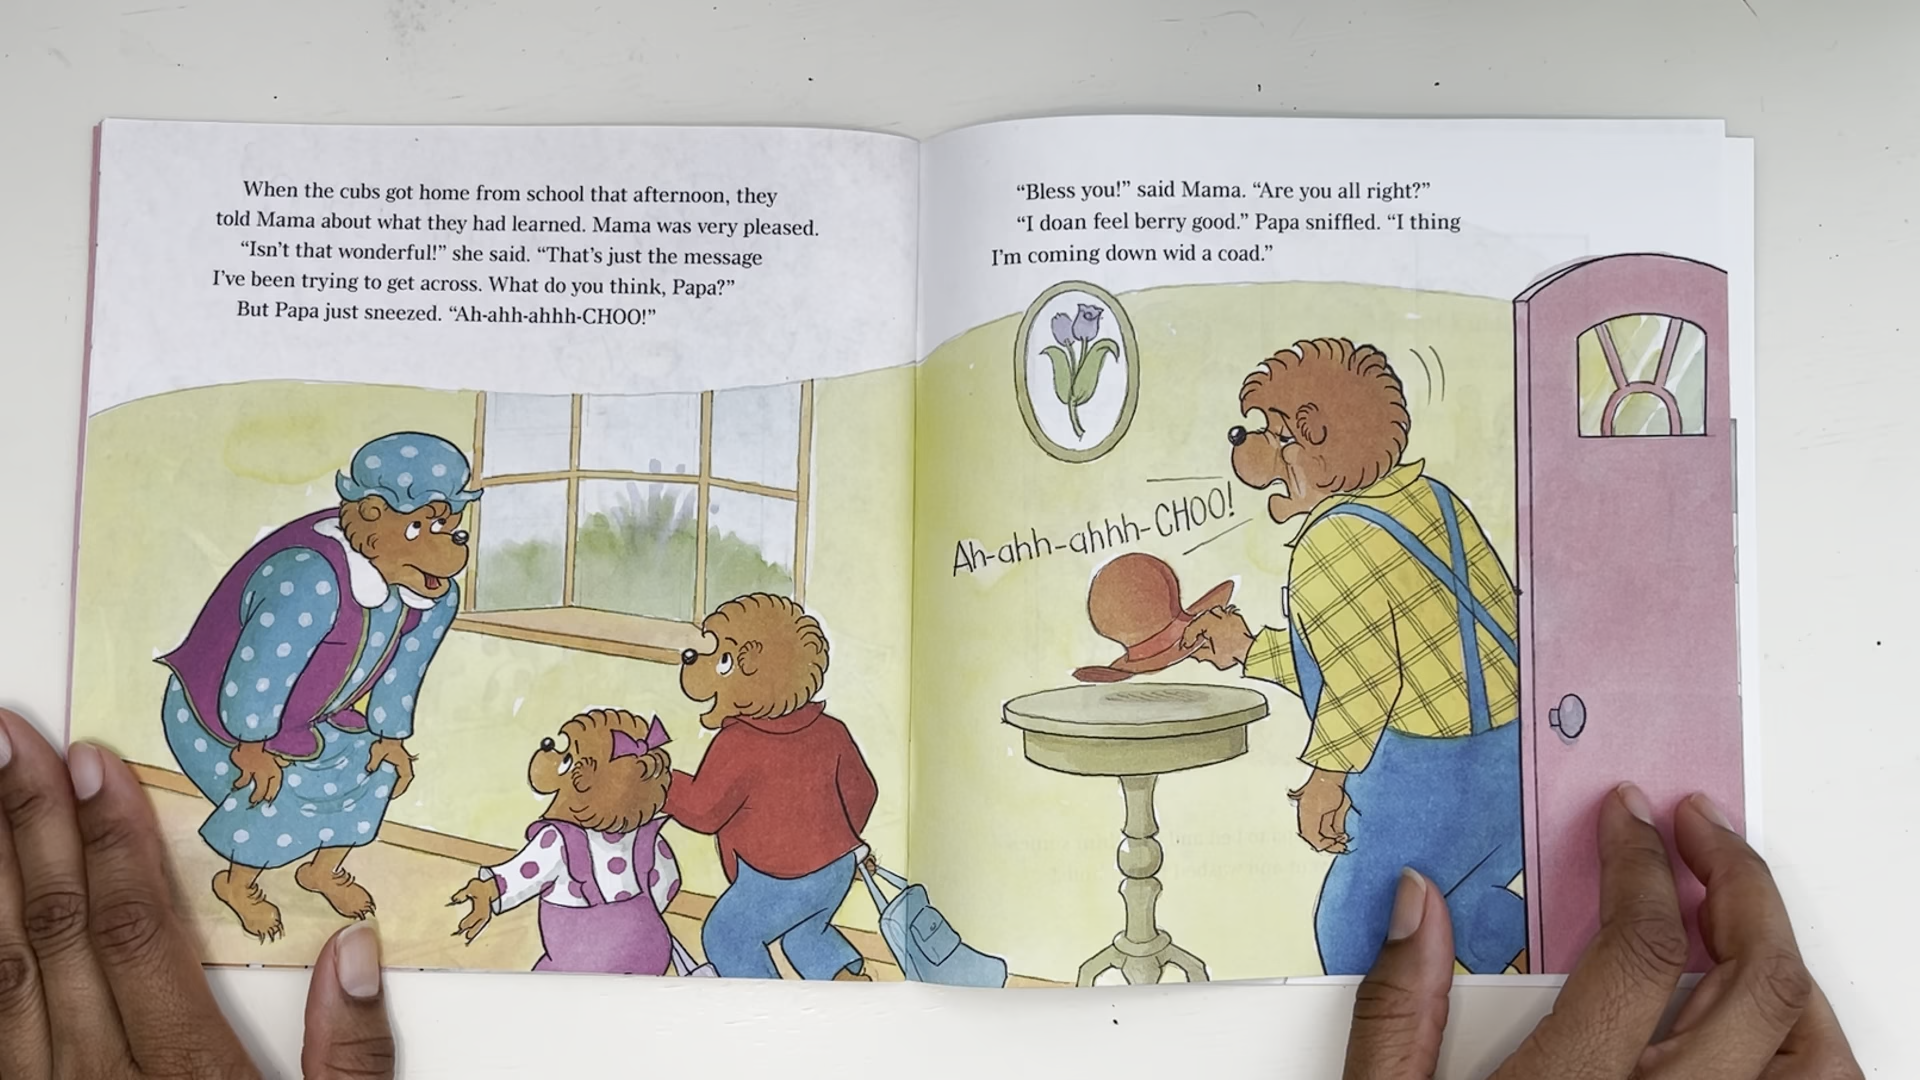 When the cubs got home from school that afternoon, they
told Mama about what they had learned. Mama was very pleased.
“Isn’t that wonderful!” she said. “That’s just the message
I’ve been trying to get across. What do you think, Papa?”
But Papa just sneezed. “Ah-ahh-ahhh-CHOO!”
“Bless you!” said Mama. “Are you all right?”
“I doan feel berry good.” Papa sniffled. “I thing
I’m coming down wid a coad.”
Ah-ahh-ahhh-CHOO!